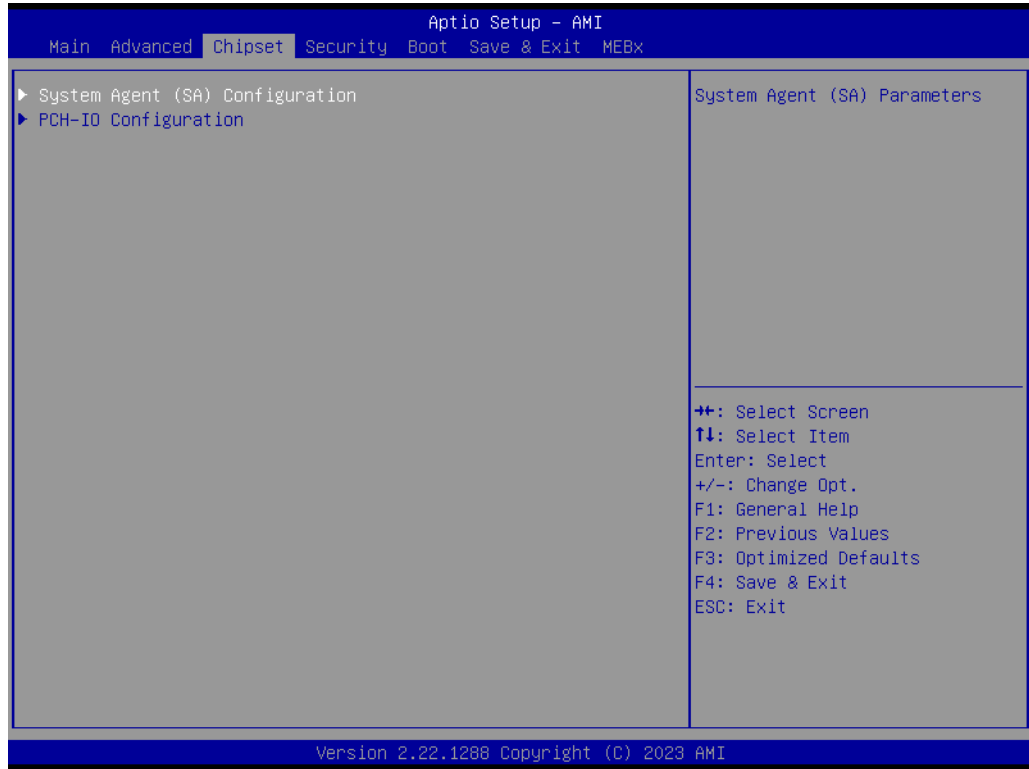 Aptio Setup – AMI
Main Advanced Chipset Security Boot Save & Exit MEBx
▶ System Agent (SA) Configuration
▶ PCH-IO Configuration
System Agent (SA) Parameters
→←: Select Screen
↑↓: Select Item
Enter: Select
+/-: Change Opt.
F1: General Help
F2: Previous Values
F3: Optimized Defaults
F4: Save & Exit
ESC: Exit
Version 2.22.1288 Copyright (C) 2023 AMI